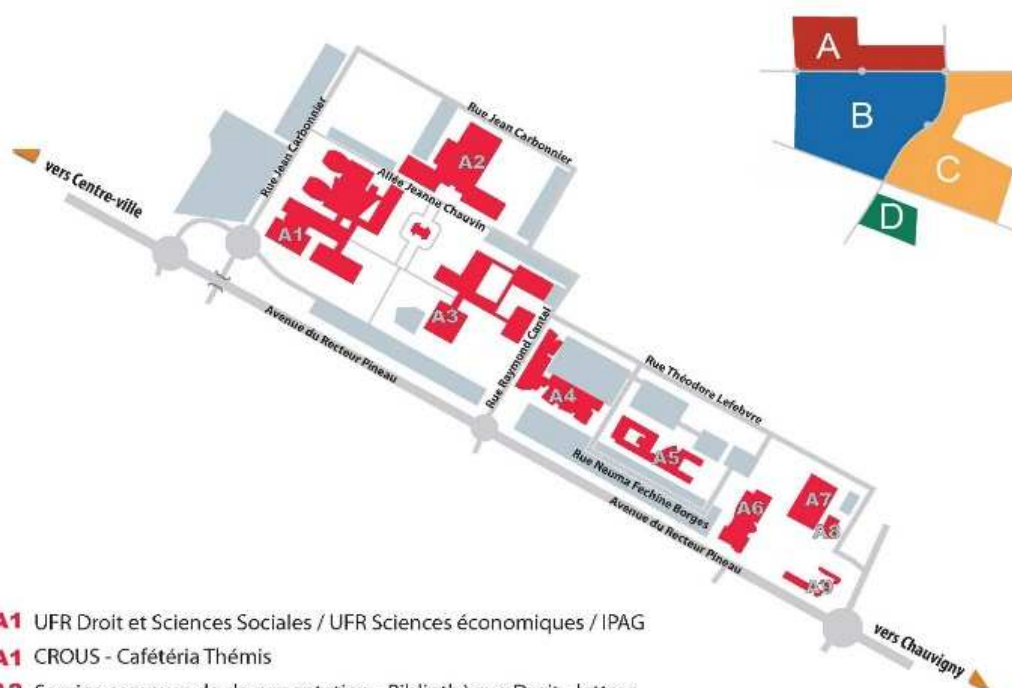 A
B
C
D
vers Centre-ville
Rue Jean Carbonnier
Rue Jean Carbonnier
A2
Allée Jeanne Chauvin
A1
A3
Avenue du Recteur Pineau
Rue Raymond Cantel
Rue Théodore Lefebvre
A4
A5
Rue Neuma Fechine Borges
A6
A7
A8
A9
Avenue du Recteur Pineau
vers Chauvigny
A1 UFR Droit et Sciences Sociales / UFR Sciences économiques / IPAG
A1 CROUS - Cafétéria Thémis